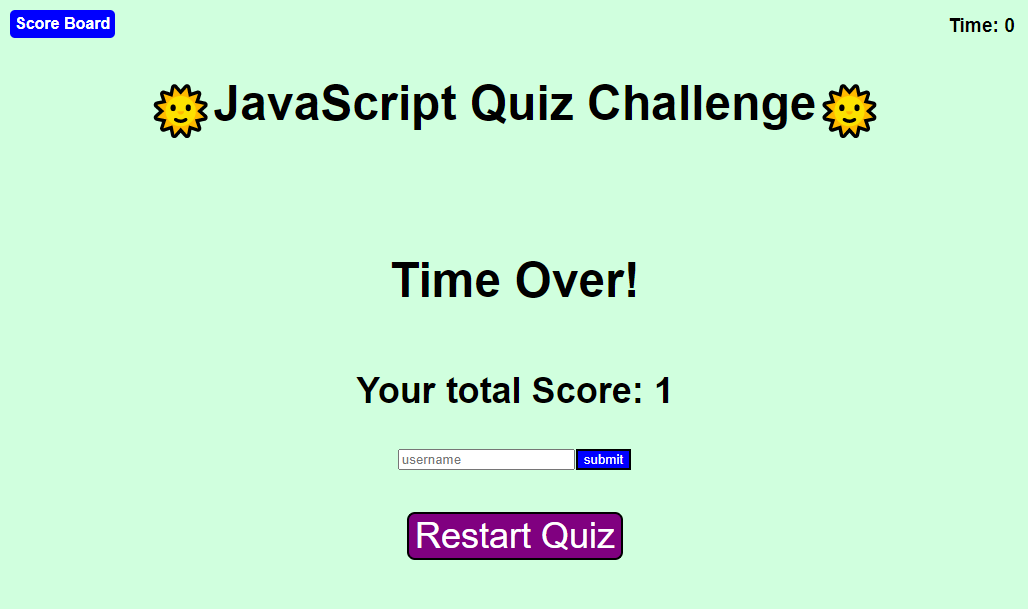 Score Board
Time: 0
JavaScript Quiz Challenge
Time Over!
Your total Score: 1
username
submit
Restart Quiz